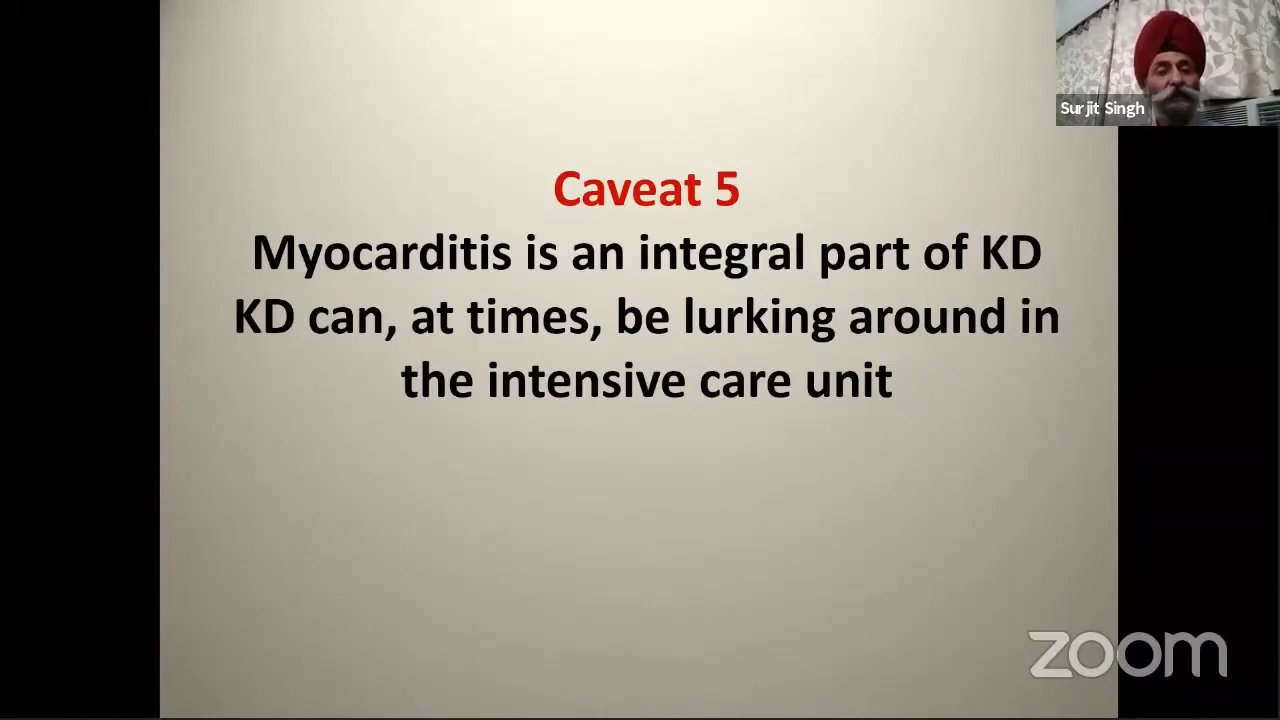 Surjit Singh
Caveat 5
Myocarditis is an integral part of KD
KD can, at times, be lurking around in
the intensive care unit
zoom